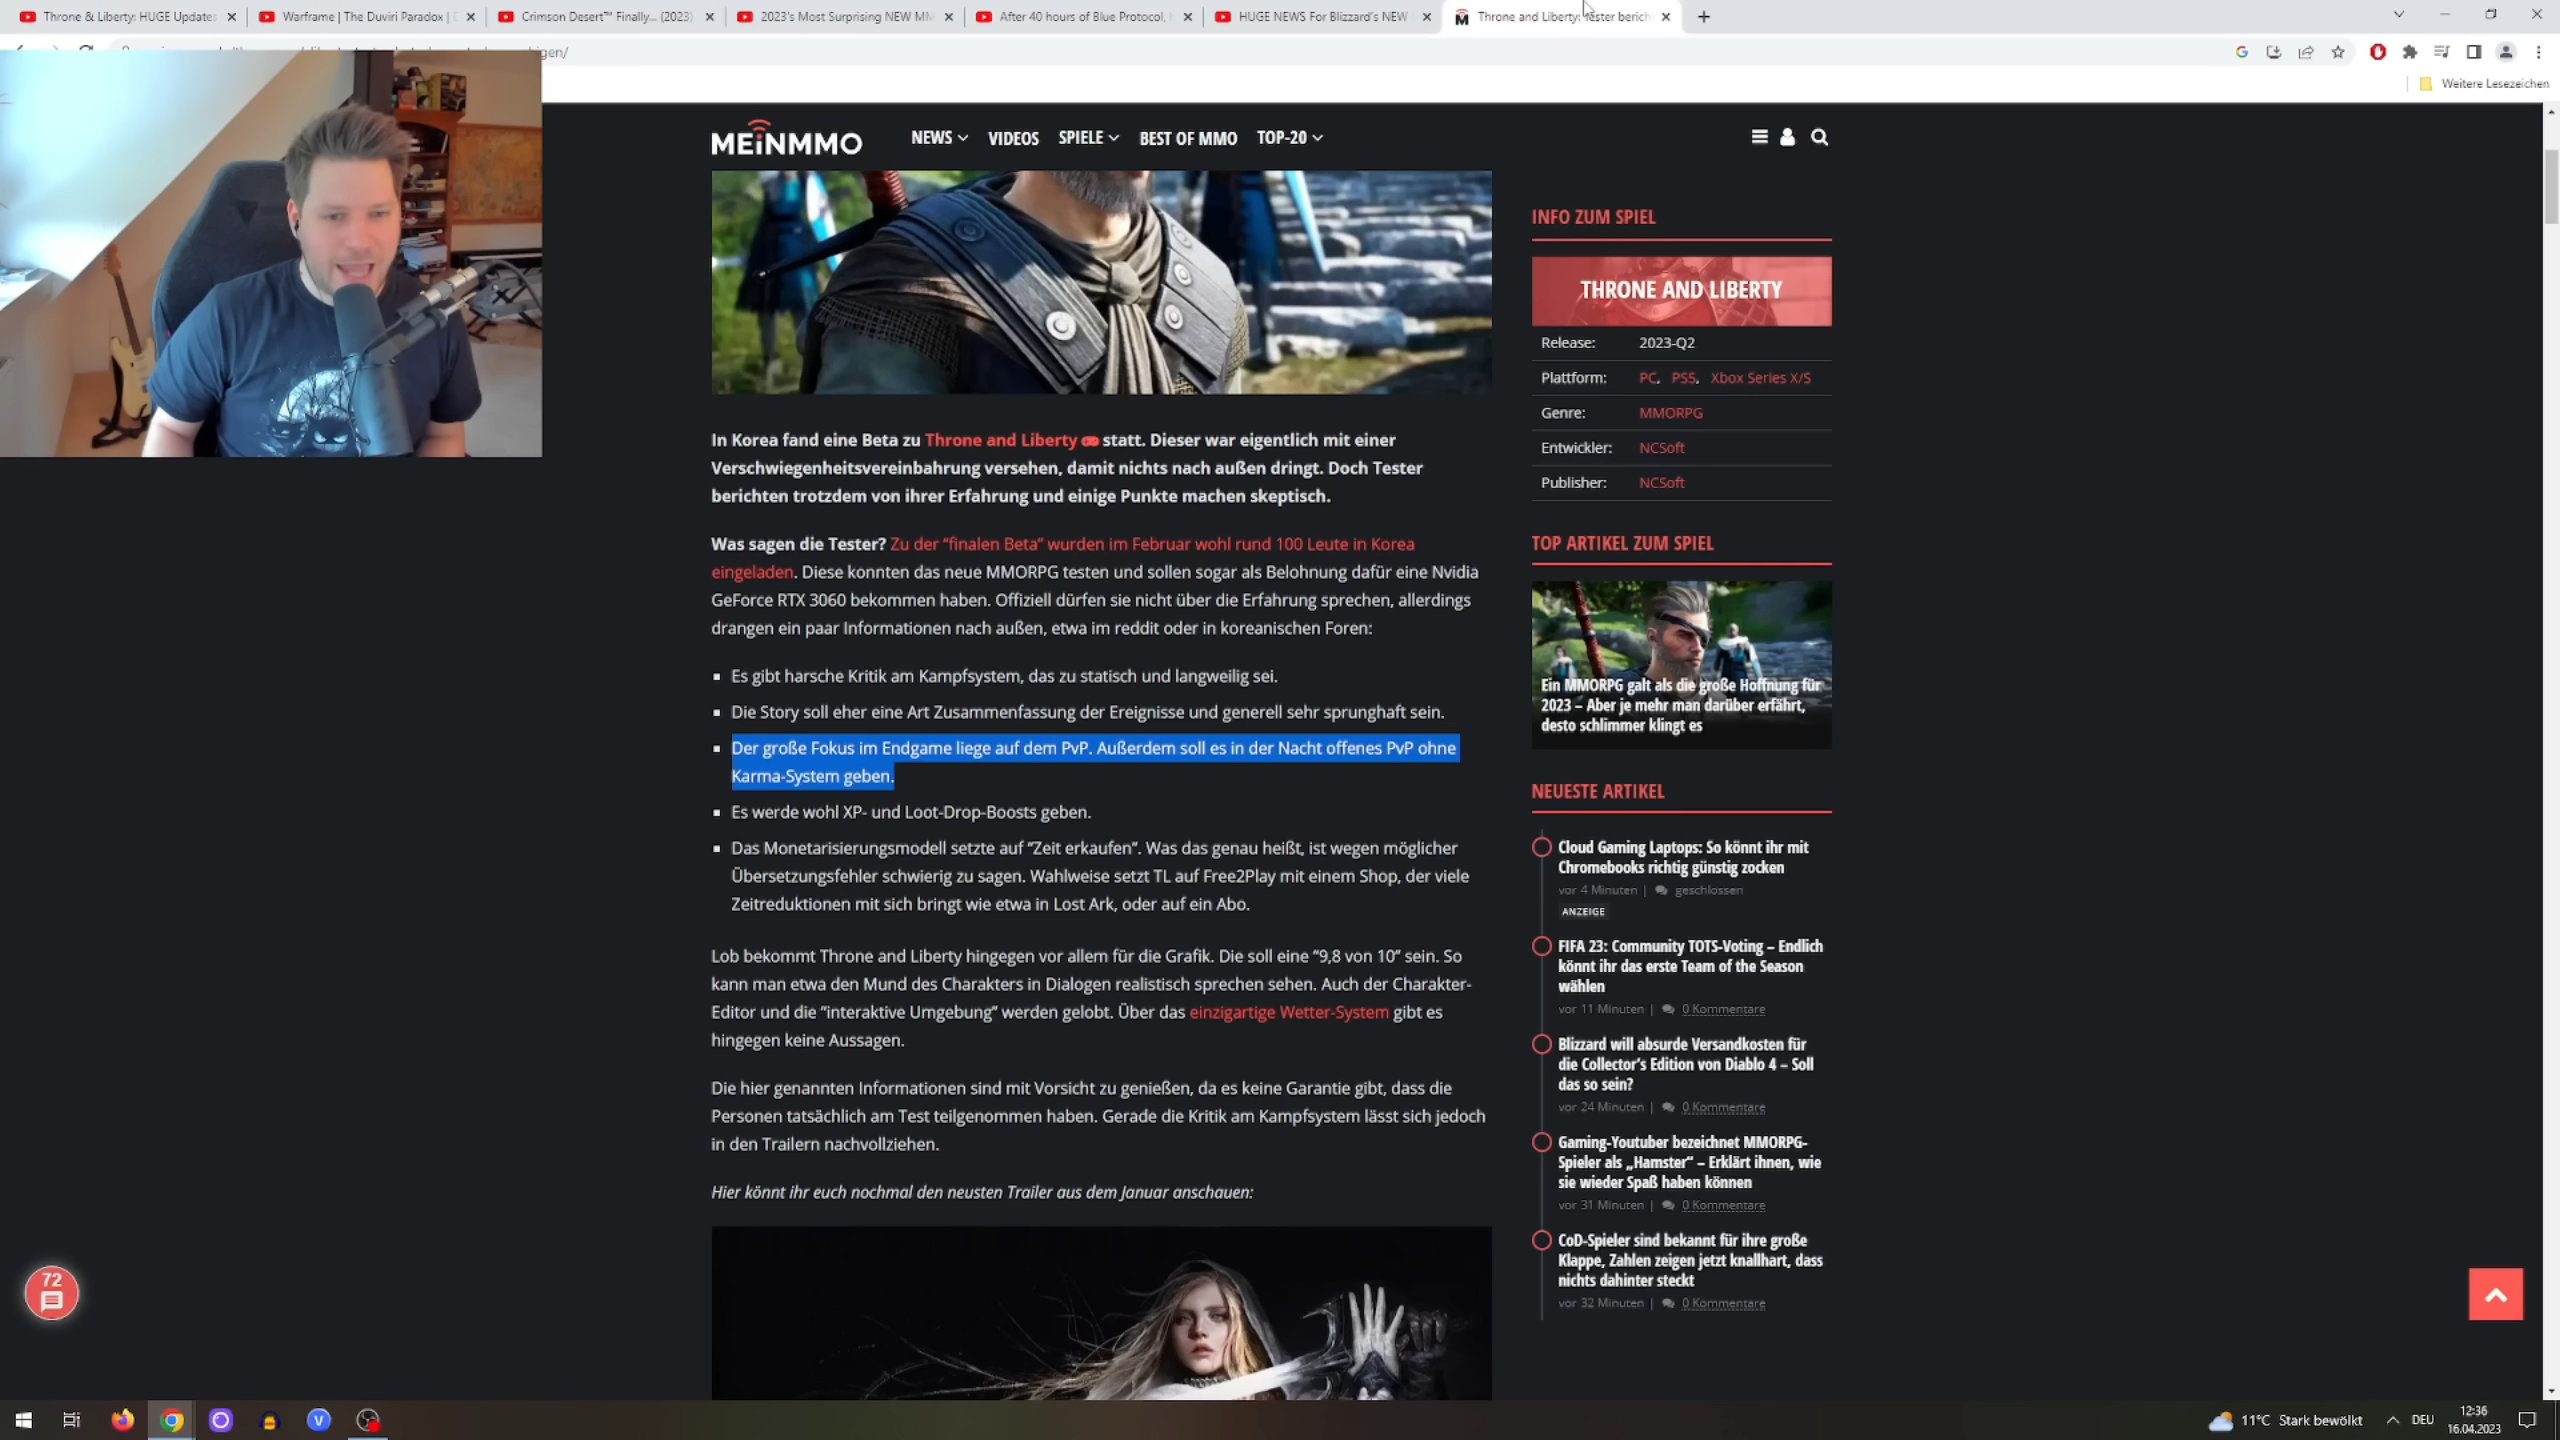 Throne & Liberty: HUGE Updates
Warframe | The Duviri Paradox |
Crimson Desert™ Finally... (2023)
2023's Most Surprising NEW MM
After 40 hours of Blue Protocol,
HUGE NEWS For Blizzard's NEW
Throne and Liberty: Tester berich
igen/
Weitere Lesezeichen
MEiNMMO
NEWS
VIDEOS
SPIELE
BEST OF MMO
TOP-20
In Korea fand eine Beta zu Throne and Liberty statt. Dieser war eigentlich mit einer
Verschwiegenheitsvereinbahrung versehen, damit nichts nach außen dringt. Doch Tester
berichten trotzdem von ihrer Erfahrung und einige Punkte machen skeptisch.
Was sagen die Tester? Zu der “finalen Beta” wurden im Februar wohl rund 100 Leute in Korea
eingeladen. Diese konnten das neue MMORPG testen und sollen sogar als Belohnung dafür eine Nvidia
GeForce RTX 3060 bekommen haben. Offiziell dürfen sie nicht über die Erfahrung sprechen, allerdings
drangen ein paar Informationen nach außen, etwa im reddit oder in koreanischen Foren:
Es gibt harsche Kritik am Kampfsystem, das zu statisch und langweilig sei.
Die Story soll eher eine Art Zusammenfassung der Ereignisse und generell sehr sprunghaft sein.
Der große Fokus im Endgame liege auf dem PvP. Außerdem soll es in der Nacht offenes PvP ohne
Karma-System geben.
Es werde wohl XP- und Loot-Drop-Boosts geben.
Das Monetarisierungsmodell setzte auf “Zeit erkaufen”. Was das genau heißt, ist wegen möglicher
Übersetzungsfehler schwierig zu sagen. Wahlweise setzt TL auf Free2Play mit einem Shop, der viele
Zeitreduktionen mit sich bringt wie etwa in Lost Ark, oder auf ein Abo.
Lob bekommt Throne and Liberty hingegen vor allem für die Grafik. Die soll eine “9,8 von 10” sein. So
kann man etwa den Mund des Charakters in Dialogen realistisch sprechen sehen. Auch der Charakter-
Editor und die “interaktive Umgebung” werden gelobt. Über das einzigartige Wetter-System gibt es
hingegen keine Aussagen.
Die hier genannten Informationen sind mit Vorsicht zu genießen, da es keine Garantie gibt, dass die
Personen tatsächlich am Test teilgenommen haben. Gerade die Kritik am Kampfsystem lässt sich jedoch
in den Trailern nachvollziehen.
Hier könnt ihr euch nochmal den neusten Trailer aus dem Januar anschauen:
INFO ZUM SPIEL
THRONE AND LIBERTY
Release: 2023-Q2
Plattform: PC, PS5, Xbox Series X/S
Genre: MMORPG
Entwickler: NCSoft
Publisher: NCSoft
TOP ARTIKEL ZUM SPIEL
Ein MMORPG galt als die große Hoffnung für
2023 – Aber je mehr man darüber erfährt,
desto schlimmer klingt es
NEUESTE ARTIKEL
Cloud Gaming Laptops: So könnt ihr mit
Chromebooks richtig günstig zocken
vor 4 Minuten | geschlossen
ANZEIGE
FIFA 23: Community TOTS-Voting – Endlich
könnt ihr das erste Team of the Season
wählen
vor 11 Minuten | 0 Kommentare
Blizzard will absurde Versandkosten für
die Collector’s Edition von Diablo 4 – Soll
das so sein?
vor 24 Minuten | 0 Kommentare
Gaming-Youtuber bezeichnet MMORPG-
Spieler als „Hamster“ – Erklärt ihnen, wie
sie wieder Spaß haben können
vor 31 Minuten | 0 Kommentare
CoD-Spieler sind bekannt für ihre große
Klappe, Zahlen zeigen jetzt knallhart, dass
nichts dahinter steckt
vor 32 Minuten | 0 Kommentare
72
11°C Stark bewölkt
DEU
12:36
16.04.2023